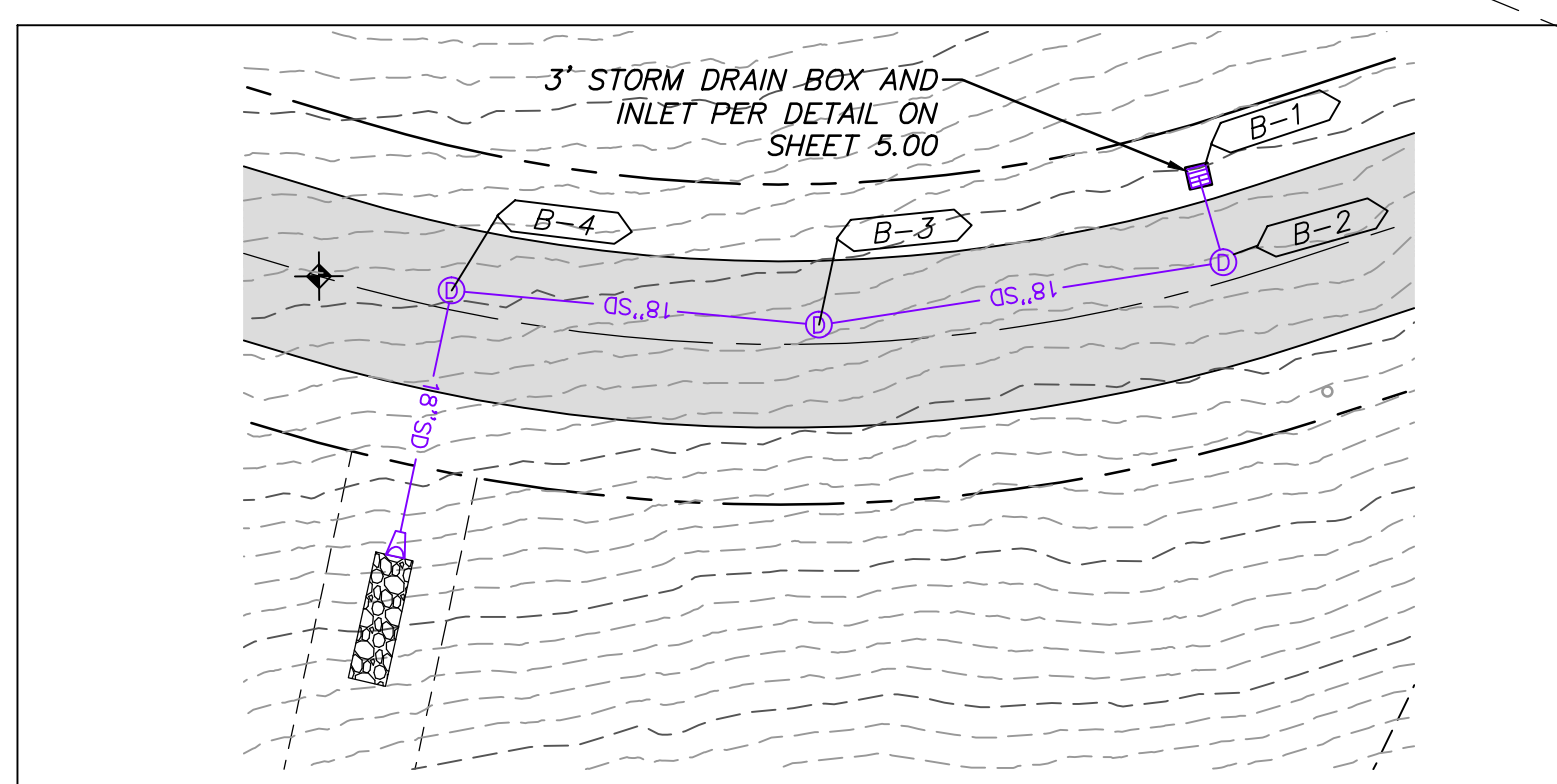 3' STORM DRAIN BOX AND
INLET PER DETAIL ON
SHEET 5.00
B-1
B-2
B-3
B-4
D
D
D
18"SD
18"SD
18"SD